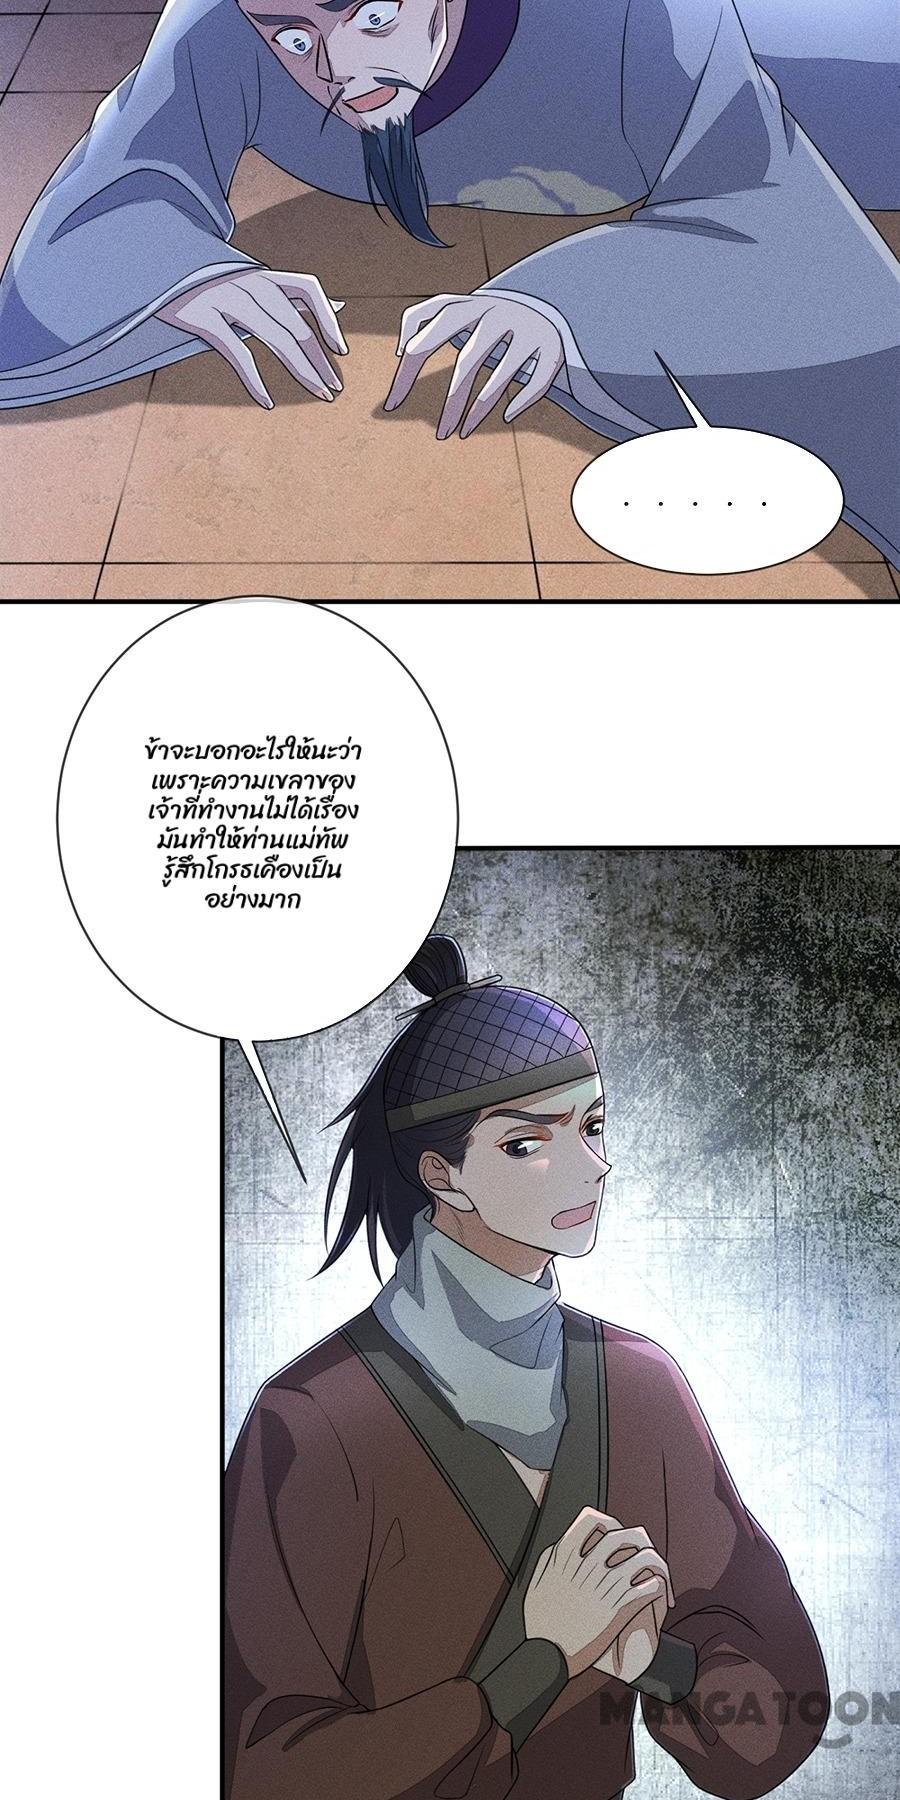 .....
ข้าจะบอกอะไรให้นะว่า
เพราะความเขลาของ
เจ้าที่ทำงานไม่ได้เรื่อง
มันทำให้ท่านแม่ทัพ
รู้สึกโกรธเคืองเป็น
อย่างมาก
MANGA TOON